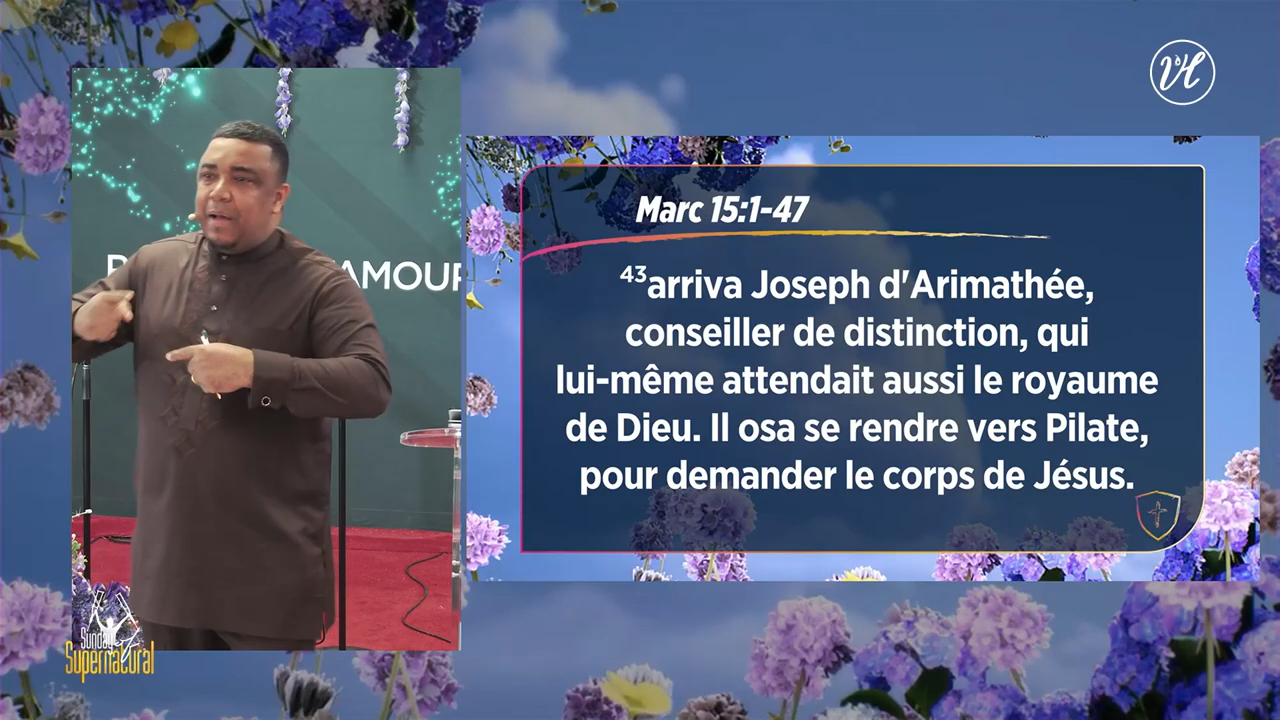 Marc 15:1-47
43arriva Joseph d'Arimathée,
conseiller de distinction, qui
lui-même attendait aussi le royaume
de Dieu. Il osa se rendre vers Pilate,
pour demander le corps de Jésus.
AMOUR
Sunday
of
Supernatural